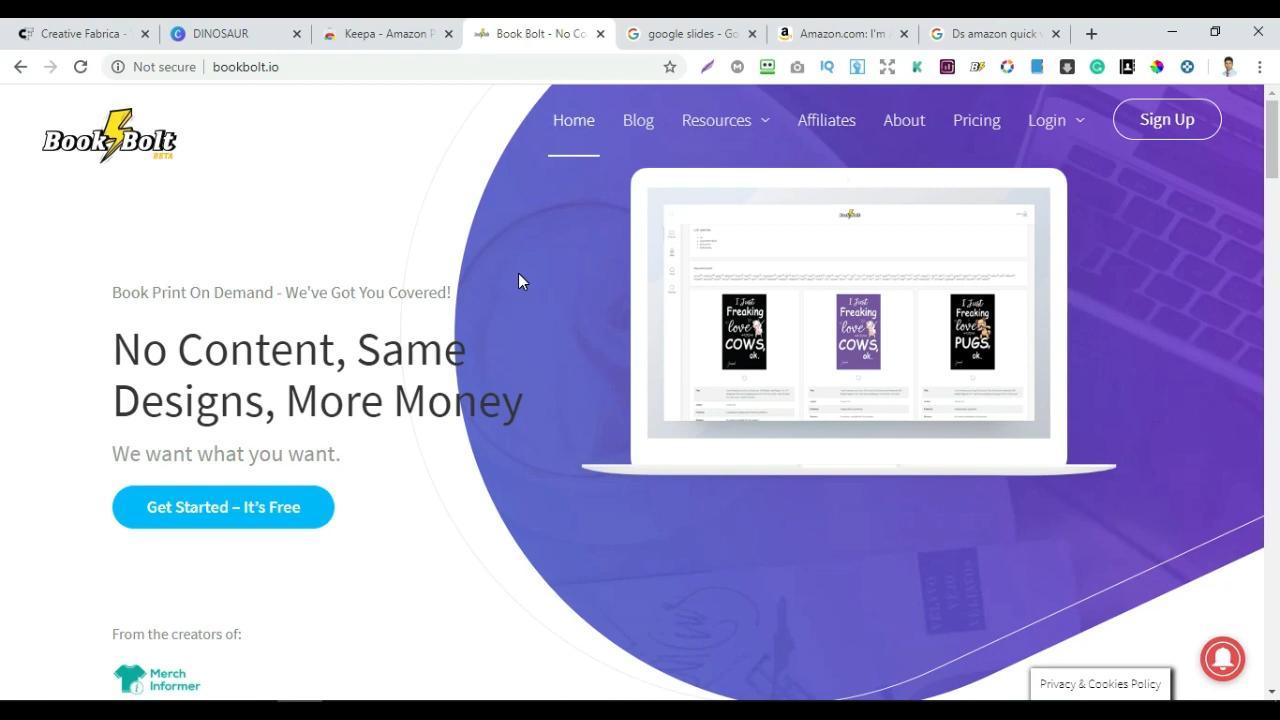 Creative Fabrica -
DINOSAUR
Keepa - Amazon P
Book Bolt - No Co
google slides - Go
Amazon.com: I'm
Ds amazon quick
Not secure
bookbolt.io
Book Bolt
BETA
Home
Blog
Resources
Affiliates
About
Pricing
Login
Sign Up
Book Print On Demand - We've Got You Covered!
No Content, Same
Designs, More Money
We want what you want.
Get Started – It's Free
I Just
Freaking
love
COWS,
ok.
I Just
Freaking
love
COWS,
ok.
I Just
Freaking
love
PUGS,
ok.
From the creators of:
Merch
Informer
Privacy & Cookies Policy